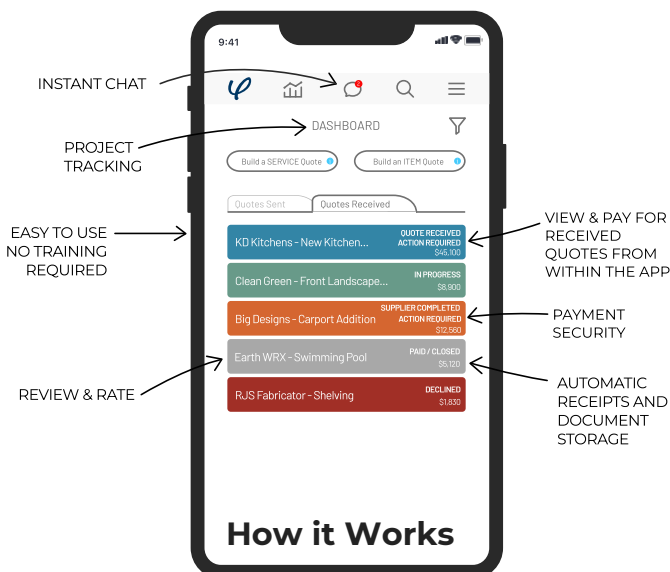 9:41
INSTANT CHAT
DASHBOARD
PROJECT
TRACKING
Build a SERVICE Quote
Build an ITEM Quote
Quotes Sent
Quotes Received
EASY TO USE
NO TRAINING
REQUIRED
KD Kitchens - New Kitchen...
QUOTE RECEIVED
ACTION REQUIRED
$45,100
VIEW & PAY FOR
RECEIVED
QUOTES FROM
WITHIN THE APP
Clean Green - Front Landscape...
IN PROGRESS
$8,900
Big Designs - Carport Addition
SUPPLIER COMPLETED
ACTION REQUIRED
$12,560
PAYMENT
SECURITY
Earth WRX - Swimming Pool
PAID / CLOSED
$5,120
REVIEW & RATE
RJS Fabricator - Shelving
DECLINED
$1,830
AUTOMATIC
RECEIPTS AND
DOCUMENT
STORAGE
How it Works